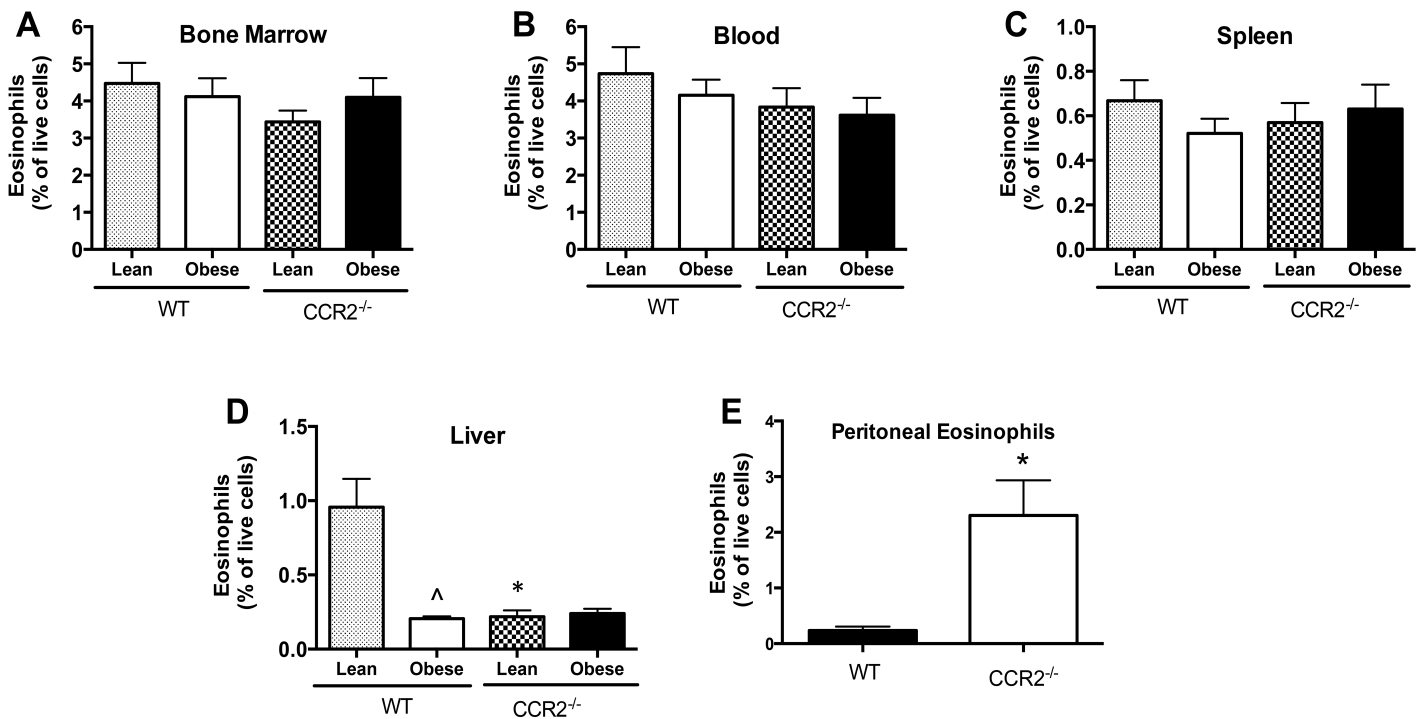 A
Bone Marrow
Eosinophils
(% of live cells)
6
5
4
3
2
1
0
Lean Obese Lean Obese
WT CCR2-/-
B
Blood
Eosinophils
(% of live cells)
6
5
4
3
2
1
0
Lean Obese Lean Obese
WT CCR2-/-
C
Spleen
Eosinophils
(% of live cells)
1.0
0.8
0.6
0.4
0.2
0.0
Lean Obese Lean Obese
WT CCR2-/-
D
Liver
Eosinophils
(% of live cells)
1.5
1.0
0.5
0.0
^ *
Lean Obese Lean Obese
WT CCR2-/-
E
Peritoneal Eosinophils
Eosinophils
(% of live cells)
4
3
2
1
0
*
WT CCR2-/-